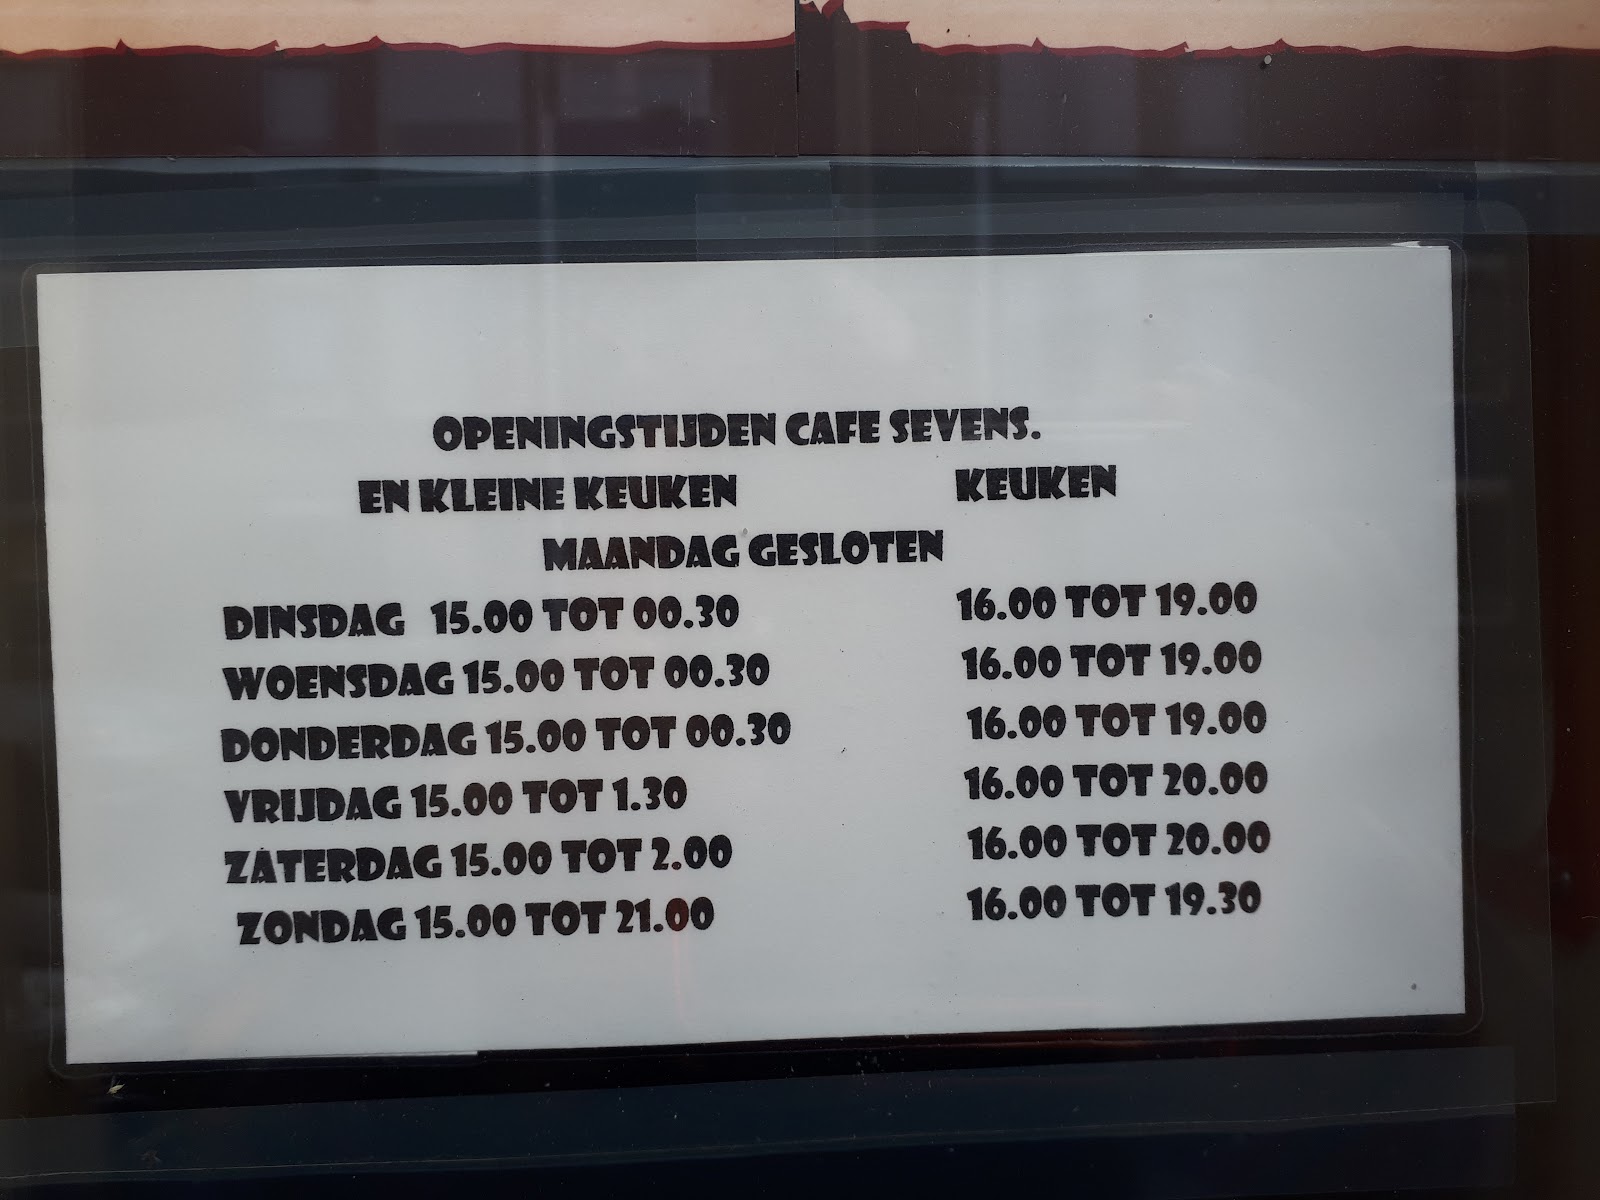 OPENINGSTIJDEN CAFE SEVENS.
EN KLEINE KEUKEN KEUKEN
MAANDAG GESLOTEN
DINSDAG 15.00 TOT 00.30 16.00 TOT 19.00
WOENSDAG 15.00 TOT 00.30 16.00 TOT 19.00
DONDERDAG 15.00 TOT 00.30 16.00 TOT 19.00
VRIJDAG 15.00 TOT 1.30 16.00 TOT 20.00
ZATERDAG 15.00 TOT 2.00 16.00 TOT 20.00
ZONDAG 15.00 TOT 21.00 16.00 TOT 19.30